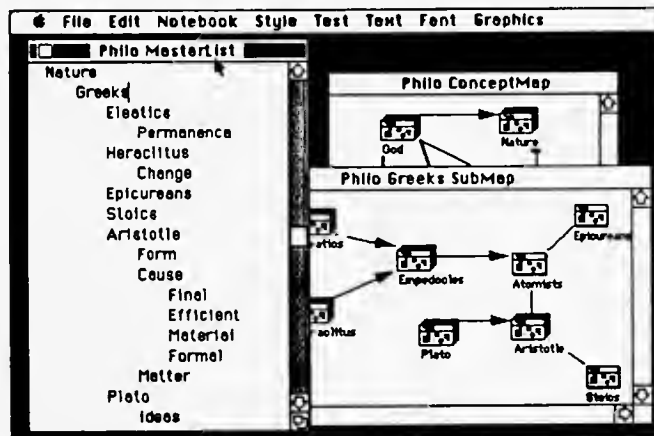 File Edit Notebook Style Test Text Font Graphics
Philo MasterList
Nature
Greeks
Eleatics
Permanence
Heraclitus
Change
Epicureans
Stoics
Aristotle
Form
Cause
Final
Efficient
Material
Formal
Matter
Plato
Ideas
Philo ConceptMap
God
Nature
Philo Greeks SubMap
Epicureans
Empedocles
Atomists
Plato
Aristotle
Stoics